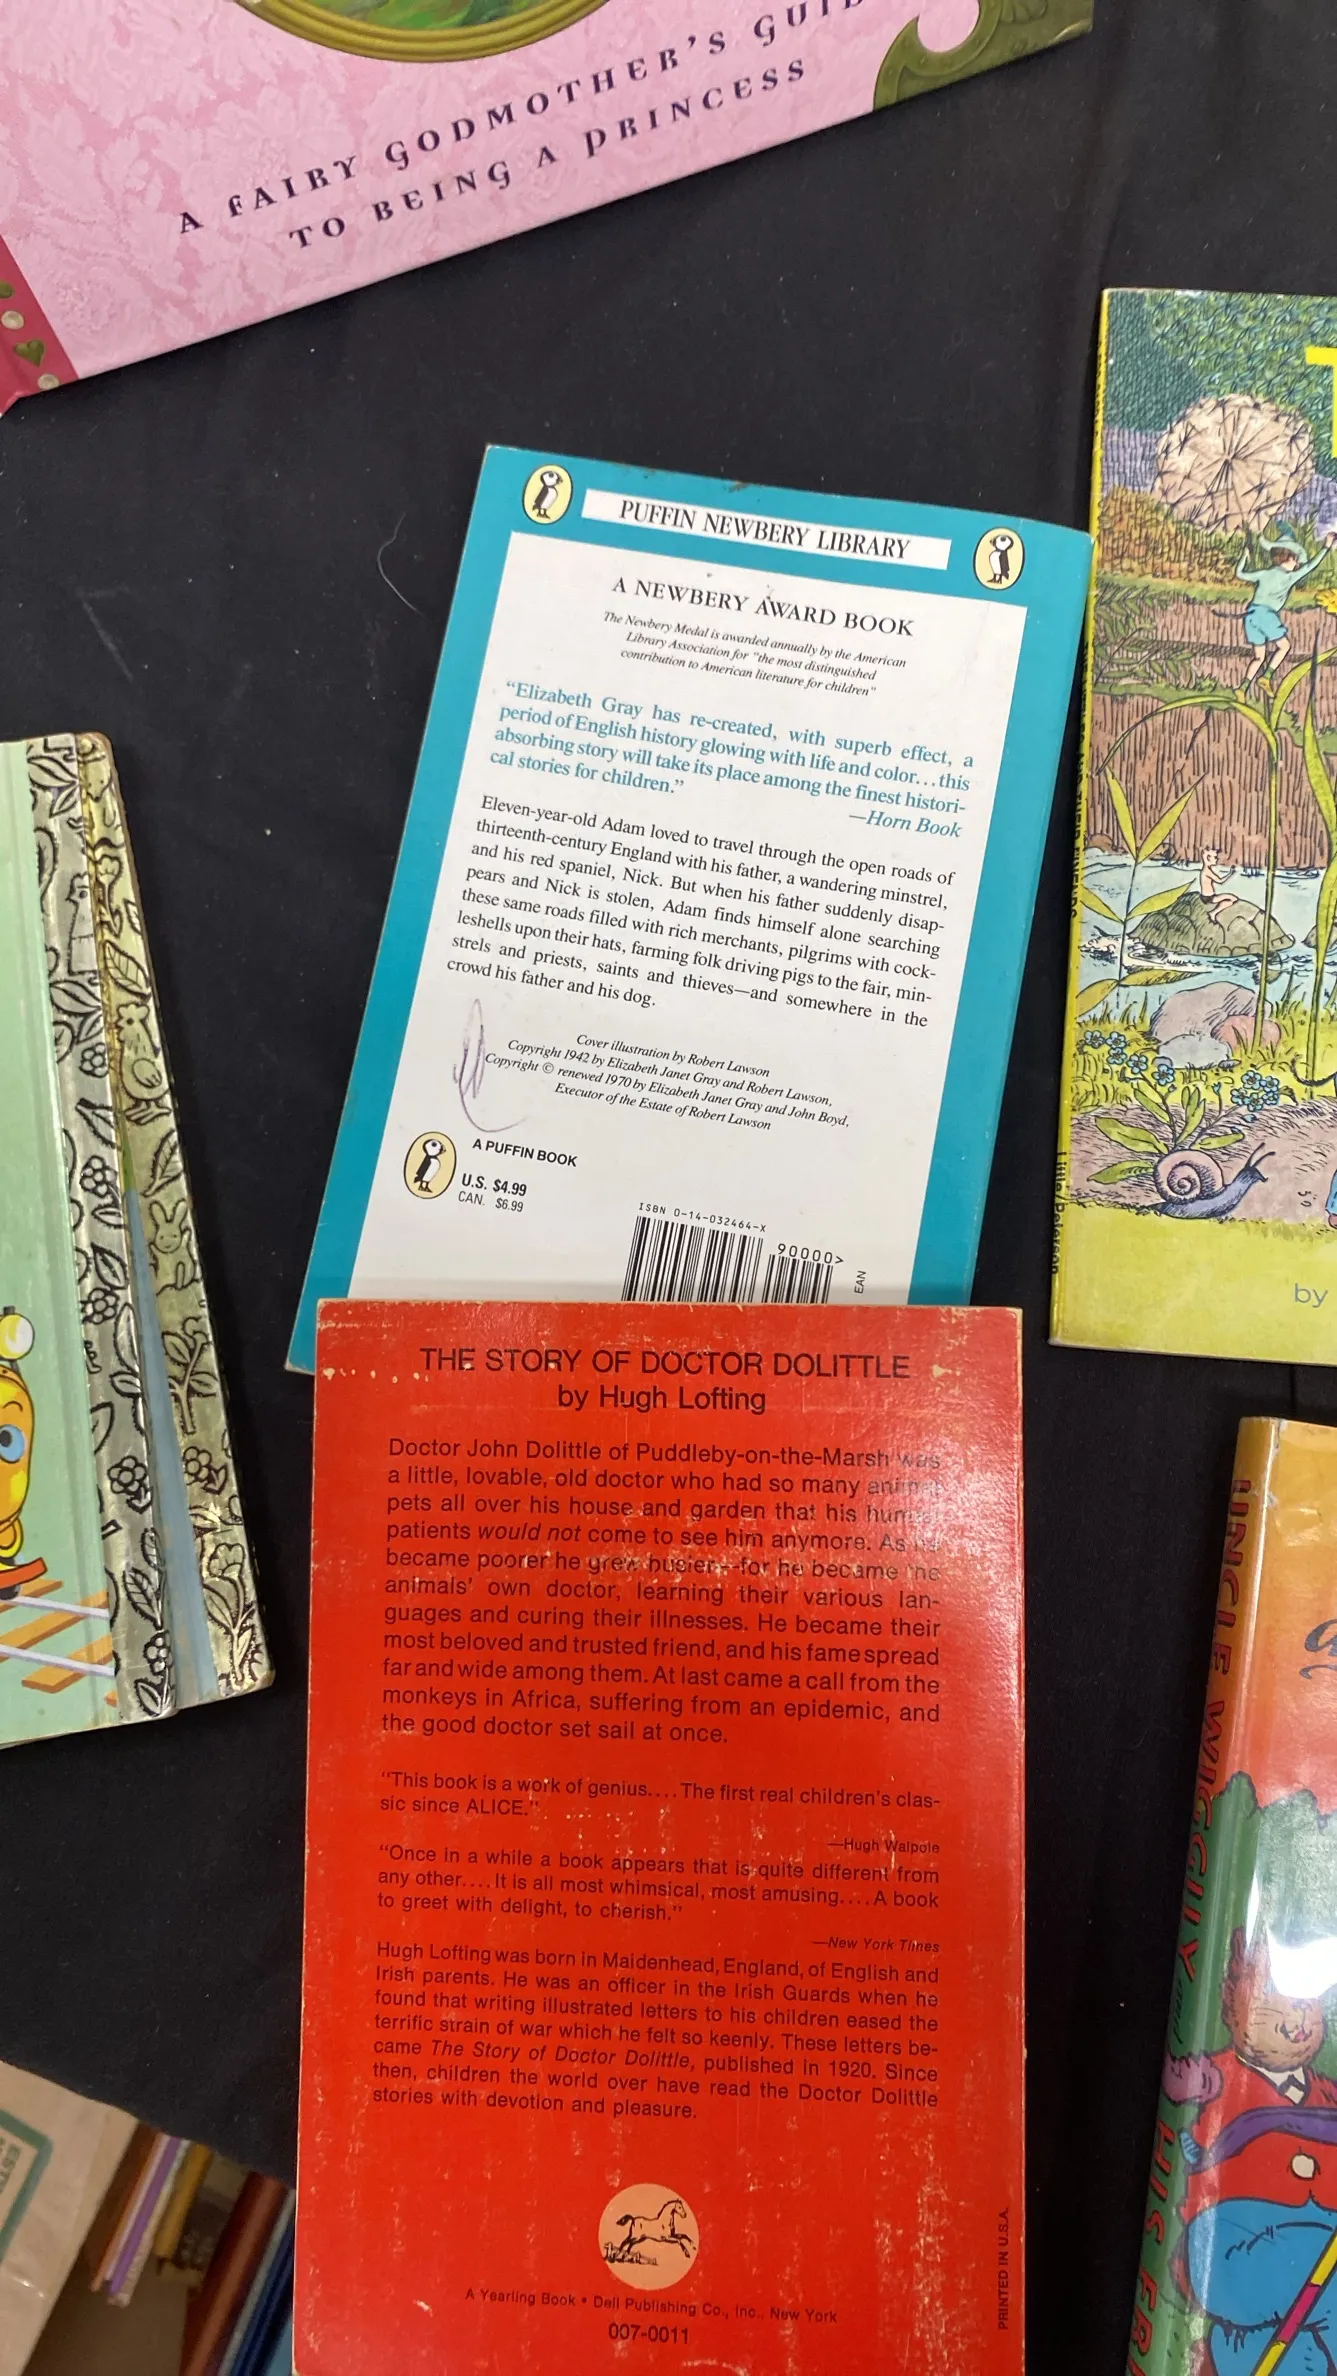 A FAIRY GODMOTHER'S
TO BEING A PRINCESS
PUFFIN NEWBERY LIBRARY
A NEWBERY AWARD BOOK
The Newbery Medal is awarded annually by the American
Library Association for "the most distinguished
contribution to American literature for children"
"Elizabeth Gray has re-created, with superb effect, a
period of English history glowing with life and color...this
absorbing story will take its place among the finest histori-
cal stories for children."
—Horn Book
Eleven-year-old Adam loved to travel through the open roads of
thirteenth-century England with his father, a wandering minstrel,
and his red spaniel, Nick. But when his father suddenly disap-
pears and Nick is stolen, Adam finds himself alone searching
these same roads filled with rich merchants, pilgrims with cock-
leshells upon their hats, farming folk driving pigs to the fair, min-
strels and priests, saints and thieves—and somewhere in the
crowd his father and his dog.
Cover illustration by Robert Lawson
Copyright 1942 by Elizabeth Janet Gray and Robert Lawson,
Copyright © renewed 1970 by Elizabeth Janet Gray and John Boyd,
Executor of the Estate of Robert Lawson
A PUFFIN BOOK
U.S. $4.99
CAN. $6.99
ISBN 0-14-032464-X
90000>
EAN
THE STORY OF DOCTOR DOLITTLE
by Hugh Lofting
Doctor John Dolittle of Puddleby-on-the-Marsh was
a little, lovable, old doctor who had so many animal
pets all over his house and garden that his human
patients would not come to see him anymore. As he
became poorer he grew busier—for he became the
animals' own doctor, learning their various lan-
guages and curing their illnesses. He became their
most beloved and trusted friend, and his fame spread
far and wide among them. At last came a call from the
monkeys in Africa, suffering from an epidemic, and
the good doctor set sail at once.
"This book is a work of genius.... The first real children's clas-
sic since ALICE."
—Hugh Walpole
"Once in a while a book appears that is quite different from
any other.... It is all most whimsical, most amusing.... A book
to greet with delight, to cherish."
—New York Times
Hugh Lofting was born in Maidenhead, England, of English and
Irish parents. He was an officer in the Irish Guards when he
found that writing illustrated letters to his children eased the
terrific strain of war which he felt so keenly. These letters be-
came The Story of Doctor Dolittle, published in 1920. Since
then, children the world over have read the Doctor Dolittle
stories with devotion and pleasure.
A Yearling Book • Dell Publishing Co., Inc., New York
007-0011
PRINTED IN U.S.A.
Little/Peterson
by
UNCLE WIGGILY and
HIS